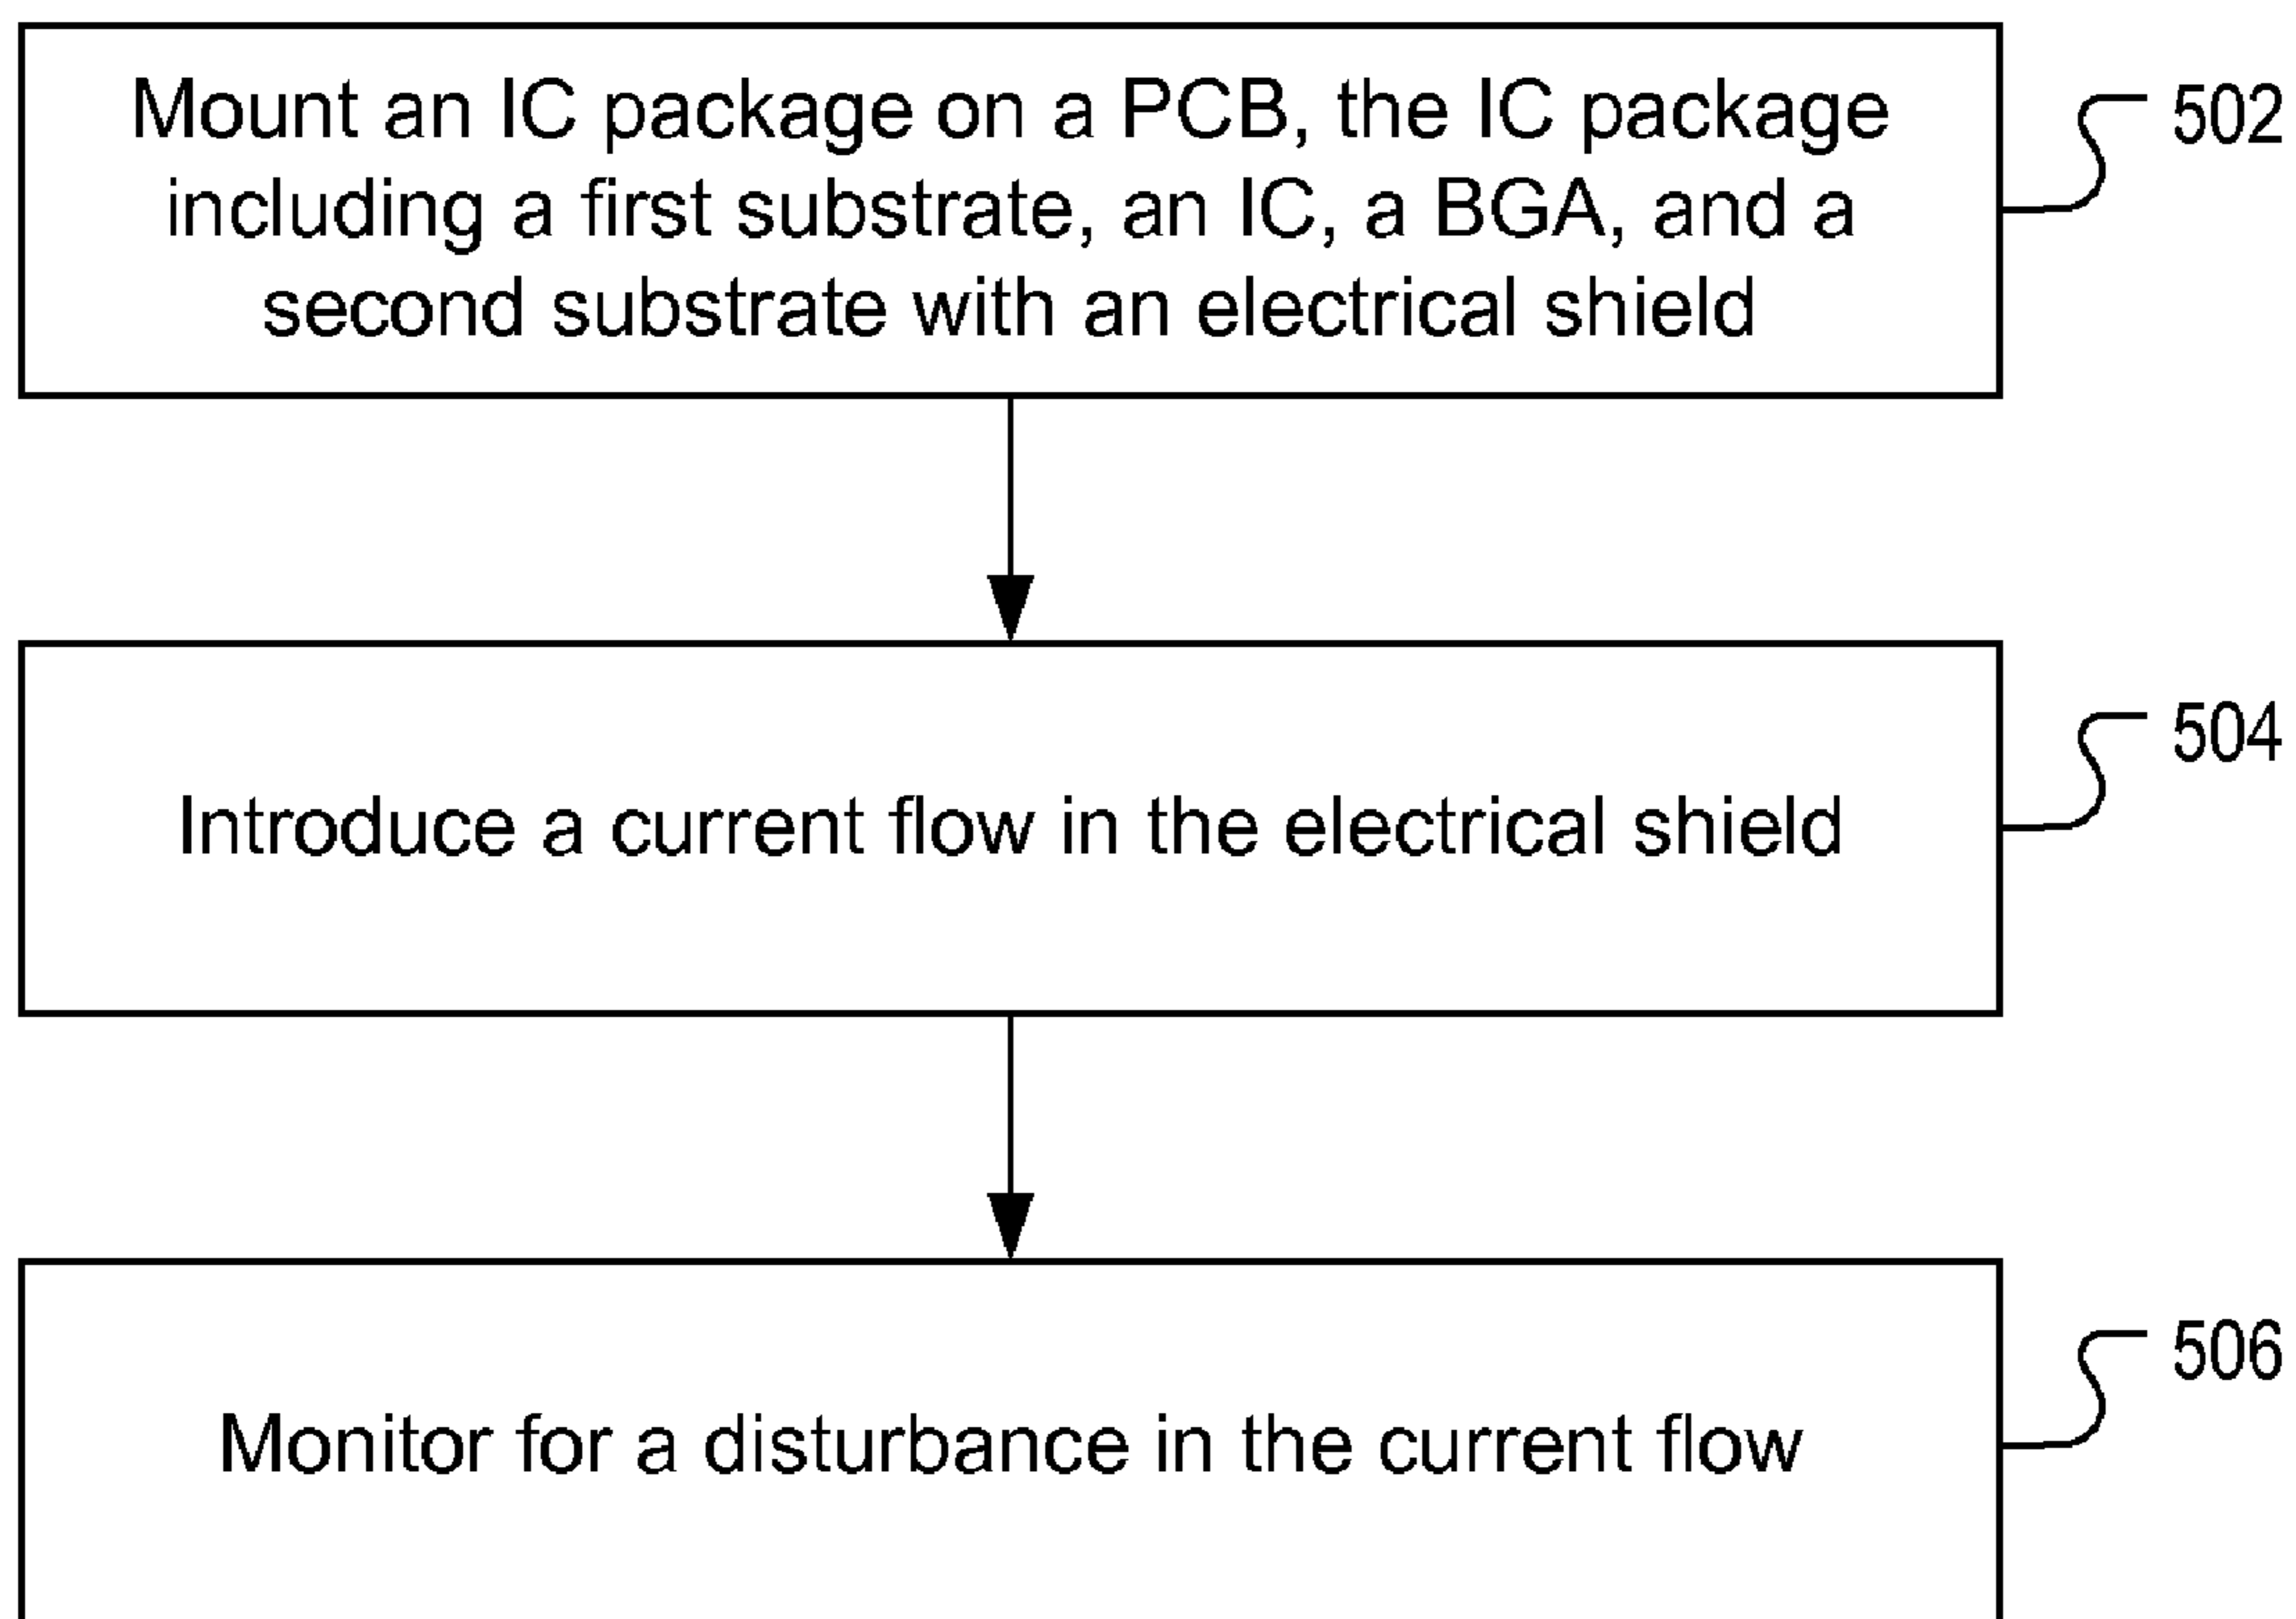 Mount an IC package on a PCB, the IC package
including a first substrate, an IC, a BGA, and a
second substrate with an electrical shield
502
Introduce a current flow in the electrical shield
504
Monitor for a disturbance in the current flow
506